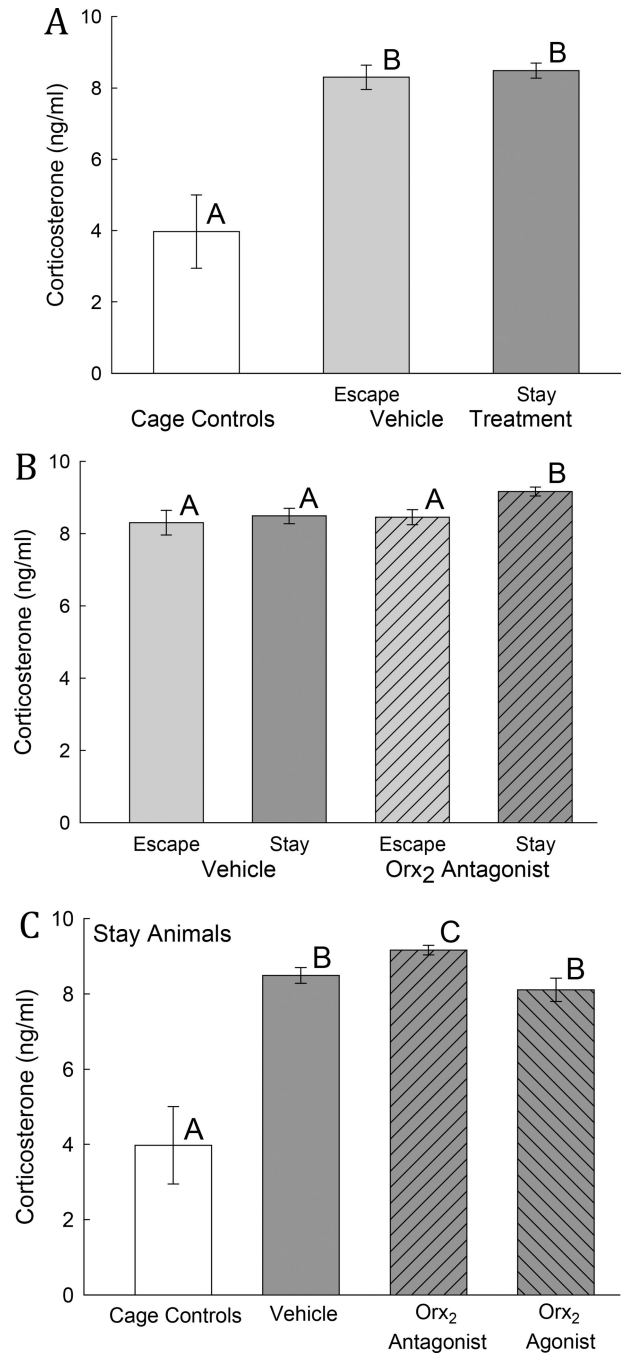 A
10
8
6
4
2
0
Corticosterone (ng/ml)
A
B
B
Escape
Stay
Cage Controls
Vehicle
Treatment
B
10
8
6
4
2
0
Corticosterone (ng/ml)
A
A
A
B
Escape
Stay
Escape
Stay
Vehicle
Orx2 Antagonist
C
Stay Animals
10
8
6
4
2
0
Corticosterone (ng/ml)
A
B
C
B
Cage Controls
Vehicle
Orx2
Antagonist
Orx2
Agonist